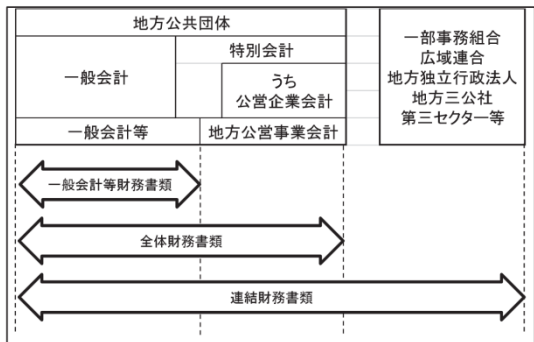 地方公共団体
一般会計
特別会計
うち
公営企業会計
一般会計等
地方公営事業会計
一部事務組合
広域連合
地方独立行政法人
地方三公社
第三セクター等
一般会計等財務書類
全体財務書類
連結財務書類